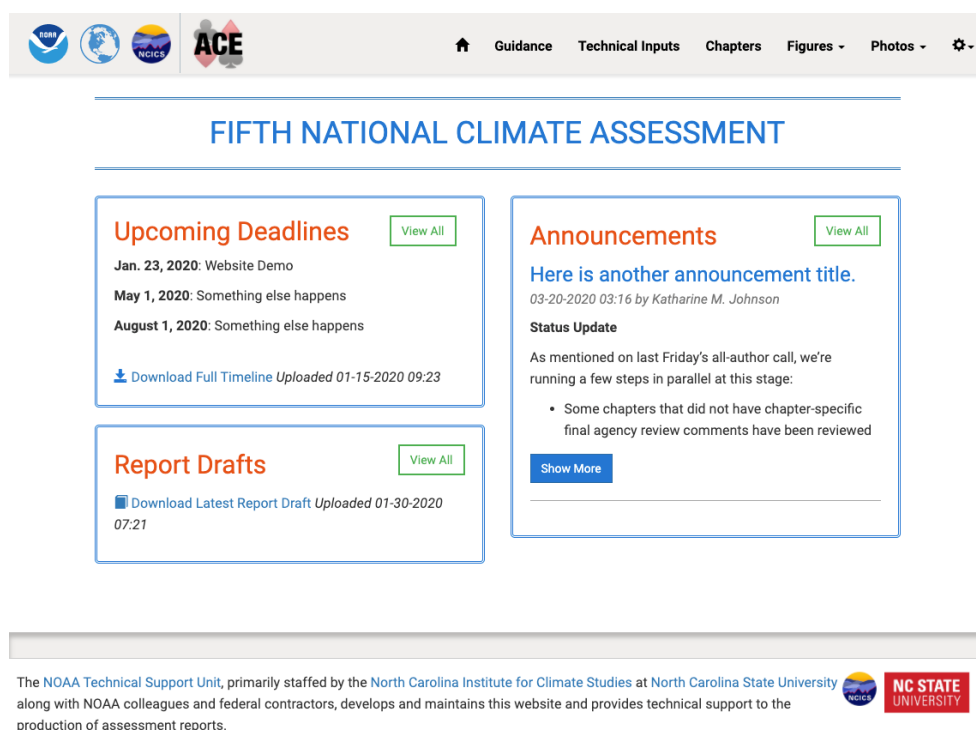 NOAA
NCICS
ACE
Guidance Technical Inputs Chapters Figures Photos
FIFTH NATIONAL CLIMATE ASSESSMENT
Upcoming Deadlines
View All
Jan. 23, 2020: Website Demo
May 1, 2020: Something else happens
August 1, 2020: Something else happens
Download Full Timeline Uploaded 01-15-2020 09:23
Report Drafts
View All
Download Latest Report Draft Uploaded 01-30-2020
07:21
Announcements
View All
Here is another announcement title.
03-20-2020 03:16 by Katharine M. Johnson
Status Update
As mentioned on last Friday’s all-author call, we’re
running a few steps in parallel at this stage:
• Some chapters that did not have chapter-specific
final agency review comments have been reviewed
Show More
The NOAA Technical Support Unit, primarily staffed by the North Carolina Institute for Climate Studies at North Carolina State University
along with NOAA colleagues and federal contractors, develops and maintains this website and provides technical support to the
production of assessment reports.
NCICS
NC STATE
UNIVERSITY